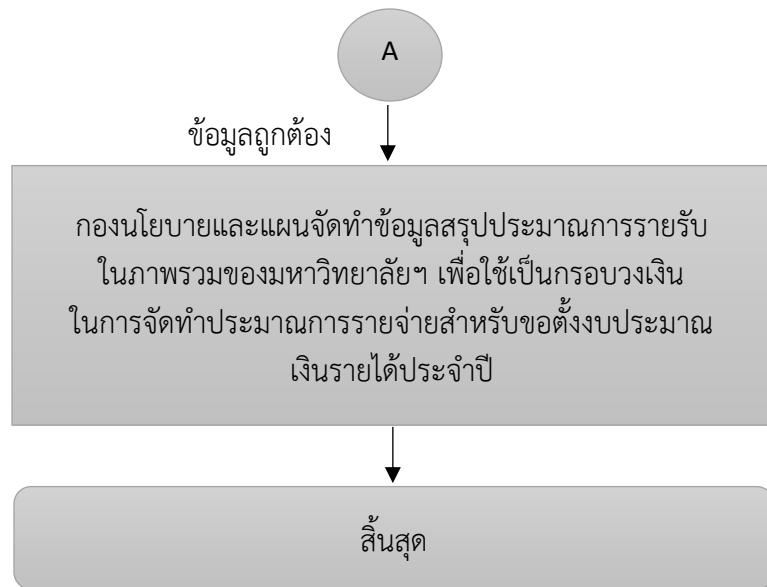 A
ข้อมูลถูกต้อง
กองนโยบายและแผนจัดทำข้อมูลสรุปประมาณการรายรับ
ในภาพรวมของมหาวิทยาลัยฯ เพื่อใช้เป็นกรอบวงเงิน
ในการจัดทำประมาณการรายจ่ายสำหรับขอตั้งงบประมาณ
เงินรายได้ประจำปี
สิ้นสุด